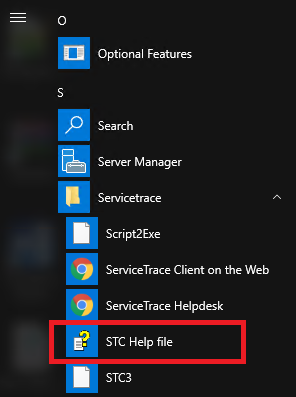 O
Optional Features
S
Search
Server Manager
Servicetrace
Script2Exe
ServiceTrace Client on the Web
ServiceTrace Helpdesk
STC Help file
STC3